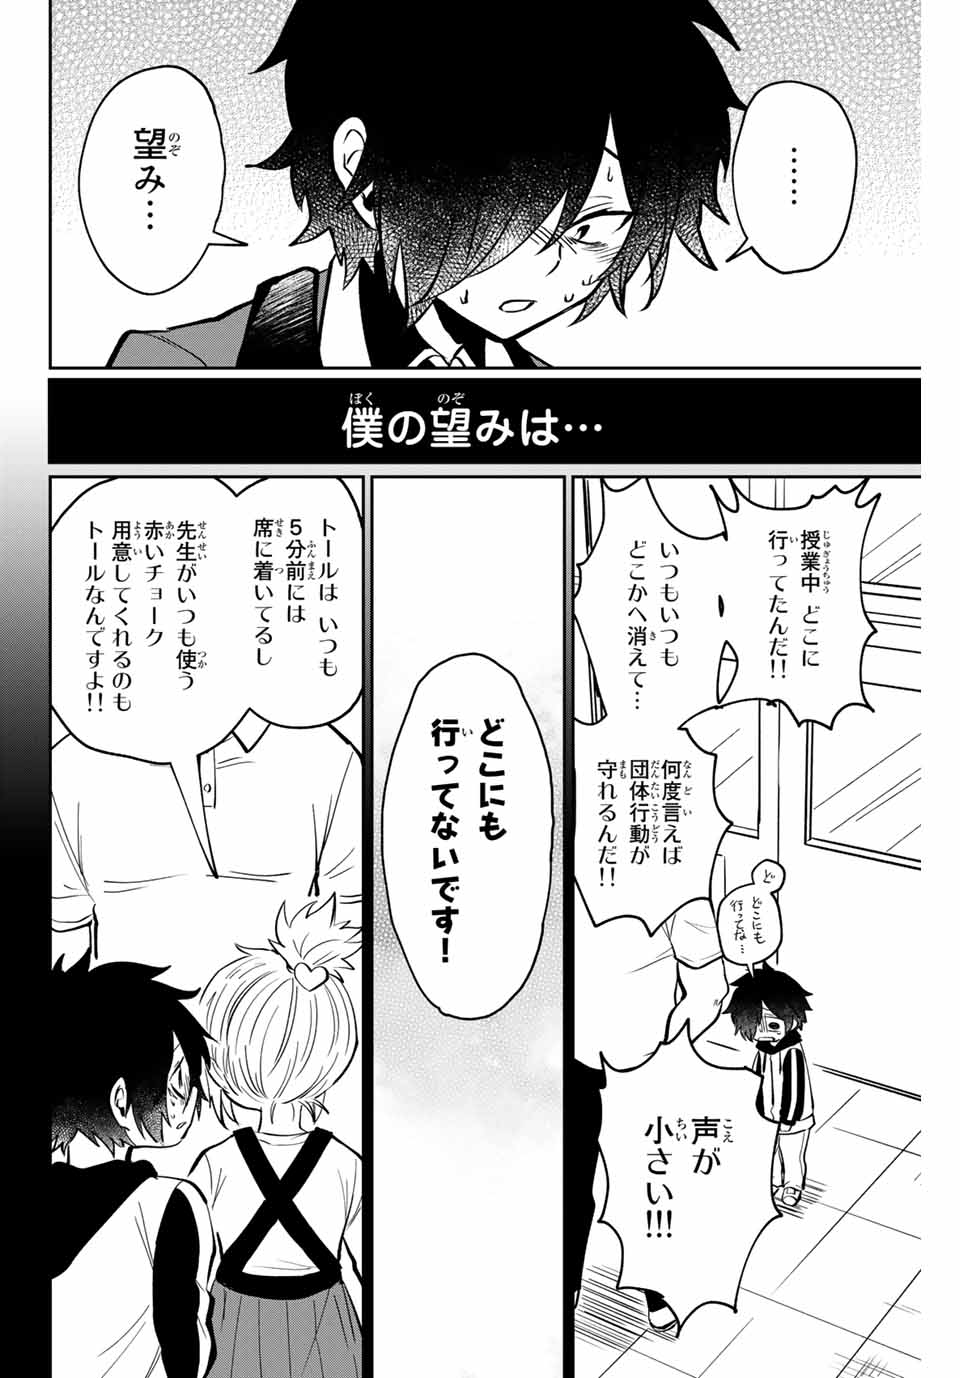 ……
望み…
僕の望みは…
授業中 どこに
行ってたんだ!!
いつもいつも
どこかへ消えて…
何度言えば
団体行動が
守れるんだ!!
ど
どこにも
行ってな…
声が
小さい!!!
どこにも
行ってないです!
トールは いつも
5分前には
席に着いてるし
先生がいつも使う
赤いチョーク
用意してくれるのも
トールなんですよ!!